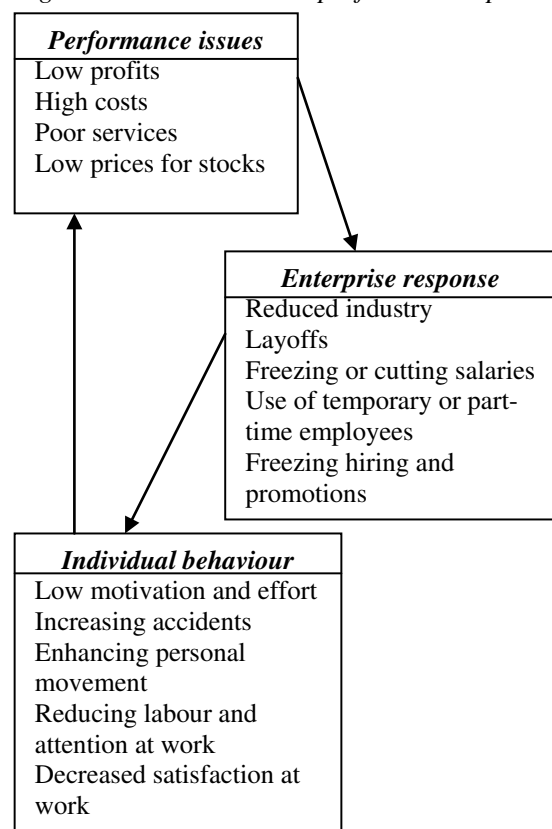 Performance issues
Low profits
High costs
Poor services
Low prices for stocks
Enterprise response
Reduced industry
Layoffs
Freezing or cutting salaries
Use of temporary or part-
time employees
Freezing hiring and
promotions
Individual behaviour
Low motivation and effort
Increasing accidents
Enhancing personal
movement
Reducing labour and
attention at work
Decreased satisfaction at
work